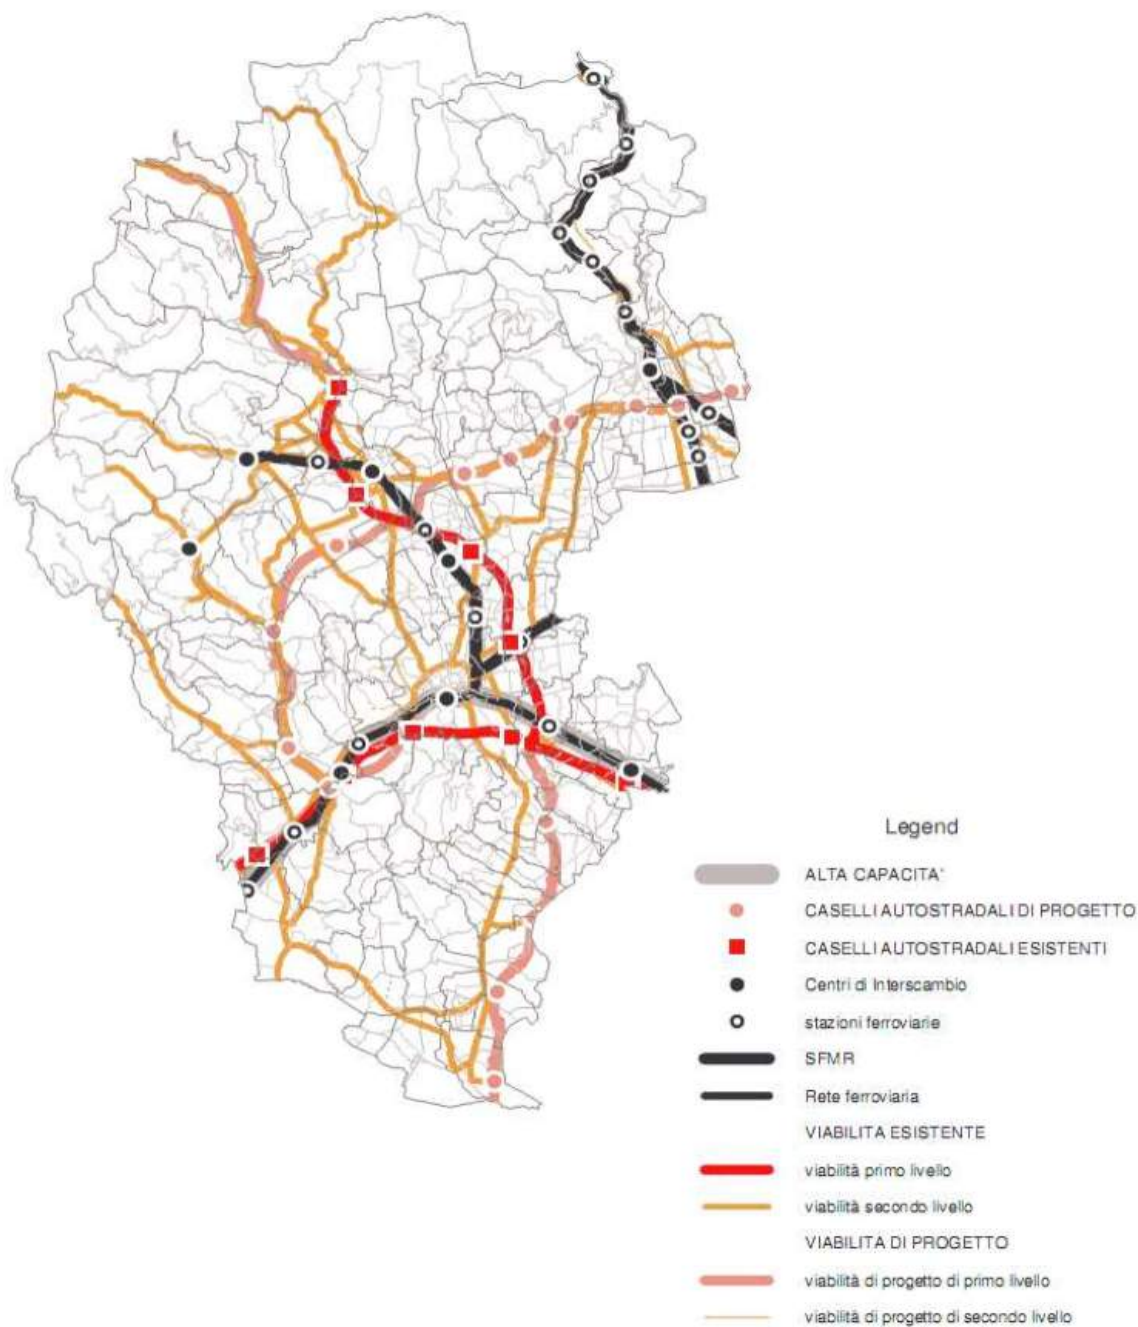 Legend
ALTA CAPACITA'
CASELLI AUTOSTRADALI DI PROGETTO
CASELLI AUTOSTRADALI ESISTENTI
Centri di Interscambio
stazioni ferroviarie
SFMR
Rete ferroviaria
VIABILITA ESISTENTE
viabilità primo livello
viabilità secondo livello
VIABILITA DI PROGETTO
viabilità di progetto di primo livello
viabilità di progetto di secondo livello